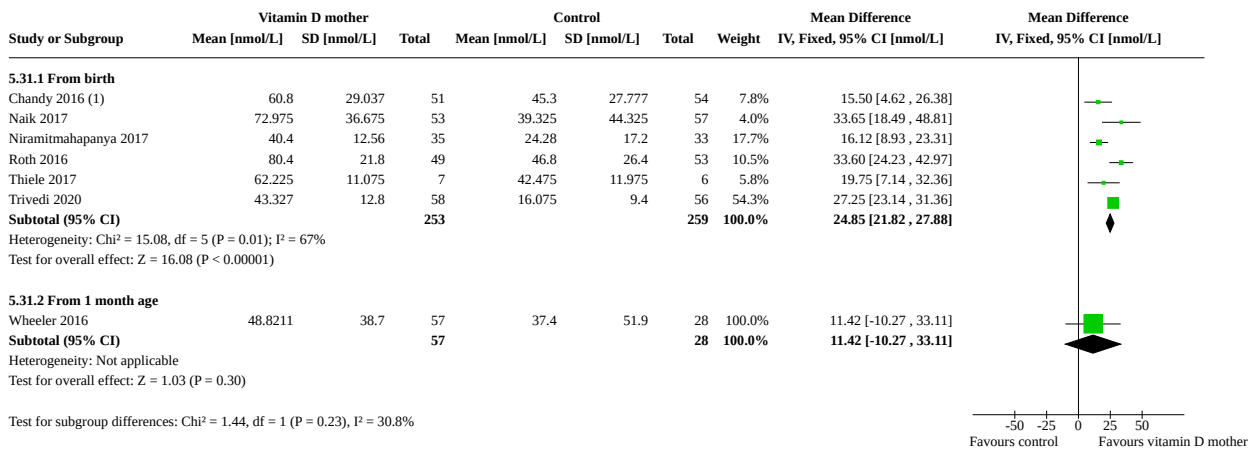 Vitamin D mother Control Mean Difference Mean Difference
Study or Subgroup Mean [nmol/L] SD [nmol/L] Total Mean [nmol/L] SD [nmol/L] Total Weight IV, Fixed, 95% CI [nmol/L] IV, Fixed, 95% CI [nmol/L]
5.31.1 From birth
Chandy 2016 (1) 60.8 29.037 51 45.3 27.777 54 7.8% 15.50 [4.62 , 26.38]
Naik 2017 72.975 36.675 53 39.325 44.325 57 4.0% 33.65 [18.49 , 48.81]
Niramitmahapanya 2017 40.4 12.56 35 24.28 17.2 33 17.7% 16.12 [8.93 , 23.31]
Roth 2016 80.4 21.8 49 46.8 26.4 53 10.5% 33.60 [24.23 , 42.97]
Thiele 2017 62.225 11.075 7 42.475 11.975 6 5.8% 19.75 [7.14 , 32.36]
Trivedi 2020 43.327 12.8 58 16.075 9.4 56 54.3% 27.25 [23.14 , 31.36]
Subtotal (95% CI) 253 259 100.0% 24.85 [21.82 , 27.88]
Heterogeneity: Chi² = 15.08, df = 5 (P = 0.01); I² = 67%
Test for overall effect: Z = 16.08 (P < 0.00001)
5.31.2 From 1 month age
Wheeler 2016 48.8211 38.7 57 37.4 51.9 28 100.0% 11.42 [-10.27 , 33.11]
Subtotal (95% CI) 57 28 100.0% 11.42 [-10.27 , 33.11]
Heterogeneity: Not applicable
Test for overall effect: Z = 1.03 (P = 0.30)
Test for subgroup differences: Chi² = 1.44, df = 1 (P = 0.23), I² = 30.8%
-50 -25 0 25 50
Favours control Favours vitamin D mother